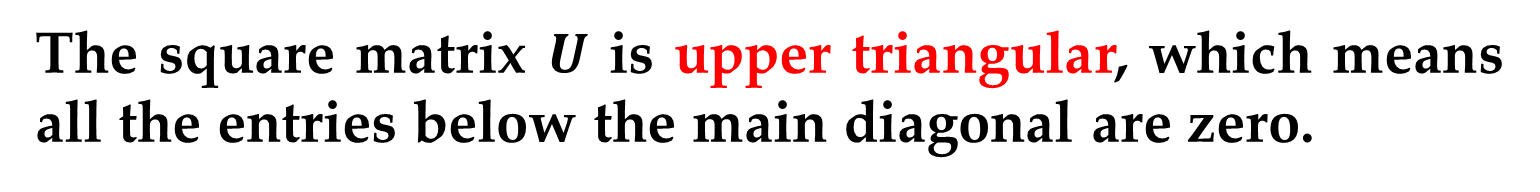 The square matrix U is upper triangular, which means
all the entries below the main diagonal are zero.